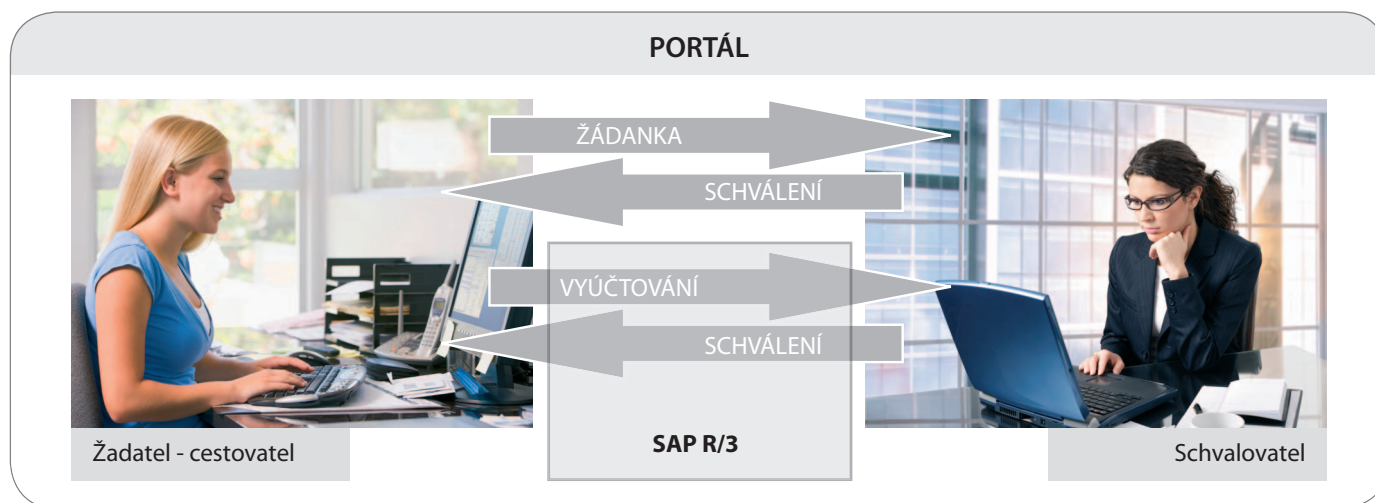 PORTÁL
ŽÁDANKA
SCHVÁLENÍ
VYÚČTOVÁNÍ
SCHVÁLENÍ
SAP R/3
Žadatel - cestovatel
Schvalovatel